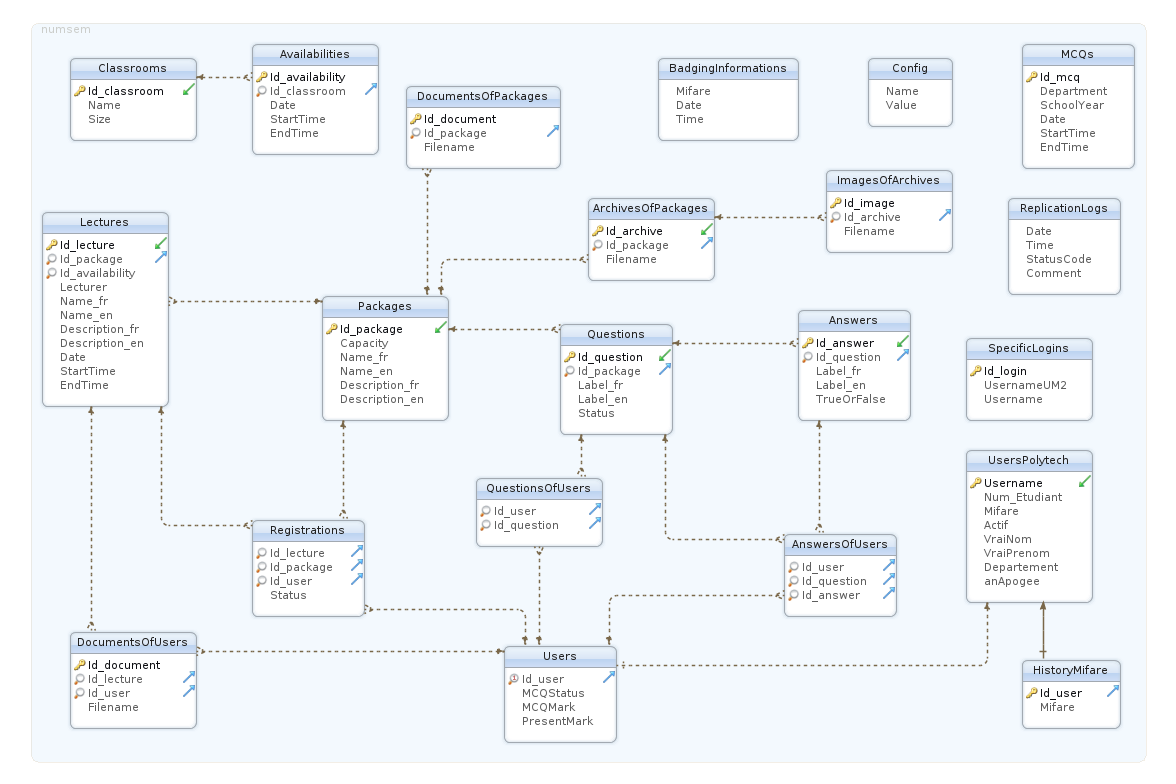 numsem
Classrooms
Id_classroom
Name
Size
Availabilities
Id_availability
Id_classroom
Date
StartTime
EndTime
DocumentsOfPackages
Id_document
Id_package
Filename
BadgingInformations
Mifare
Date
Time
Config
Name
Value
MCQs
Id_mcq
Department
SchoolYear
Date
StartTime
EndTime
Lectures
Id_lecture
Id_package
Id_availability
Lecturer
Name_fr
Name_en
Description_fr
Description_en
Date
StartTime
EndTime
ArchivesOfPackages
Id_archive
Id_package
Filename
ImagesOfArchives
Id_image
Id_archive
Filename
ReplicationLogs
Date
Time
StatusCode
Comment
Packages
Id_package
Capacity
Name_fr
Name_en
Description_fr
Description_en
Questions
Id_question
Id_package
Label_fr
Label_en
Status
Answers
Id_answer
Id_question
Label_fr
Label_en
TrueOrFalse
SpecificLogins
Id_login
UsernameUM2
Username
QuestionsOfUsers
Id_user
Id_question
UsersPolytech
Username
Num_Etudiant
Mifare
Actif
VraiNom
VraiPrenom
Departement
anApogee
Registrations
Id_lecture
Id_package
Id_user
Status
AnswersOfUsers
Id_user
Id_question
Id_answer
DocumentsOfUsers
Id_document
Id_lecture
Id_user
Filename
Users
Id_user
MCQStatus
MCQMark
PresentMark
HistoryMifare
Id_user
Mifare